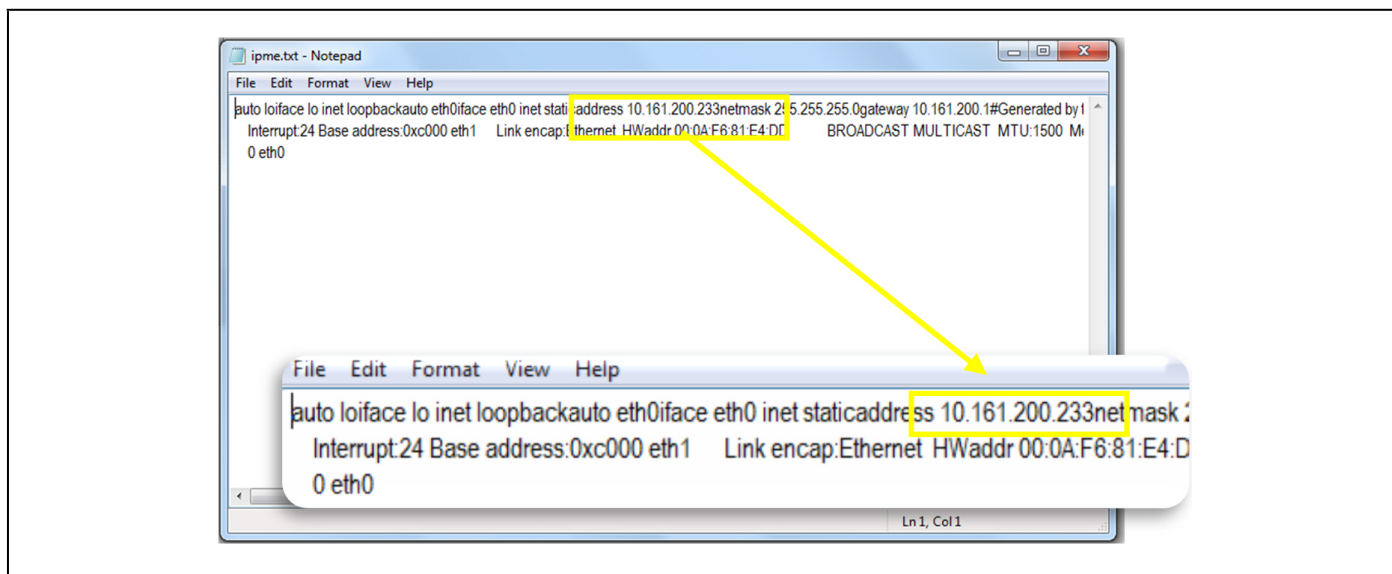 ipme.txt - Notepad
File Edit Format View Help
auto loiface lo inet loopbackauto eth0iface eth0 inet staticaddress 10.161.200.233netmask 255.255.255.0gateway 10.161.200.1#Generated by
Interrupt:24 Base address:0xc000 eth1 Link encap:Ethernet HWaddr 00:0A:F6:81:E4:DD BROADCAST MULTICAST MTU:1500
0 eth0
File Edit Format View Help
auto loiface lo inet loopbackauto eth0iface eth0 inet staticaddress 10.161.200.233netmask
Interrupt:24 Base address:0xc000 eth1 Link encap:Ethernet HWaddr 00:0A:F6:81:E4:D
0 eth0
Ln 1, Col 1